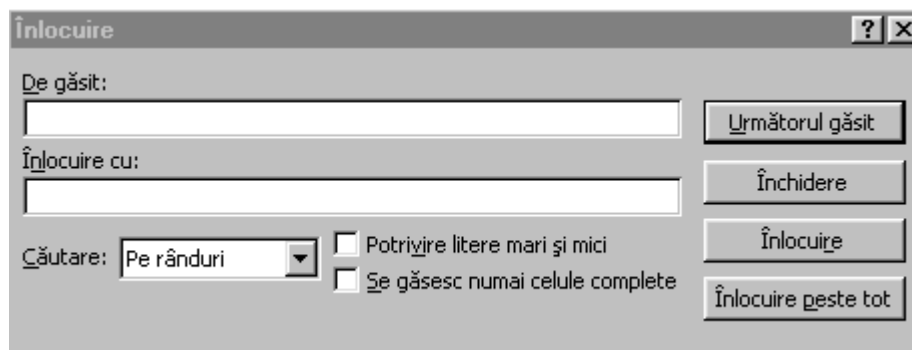 Înlocuire
De găsit:
Următorul găsit
Înlocuire cu:
Închidere
Căutare: Pe rânduri
Potrivire litere mari și mici
Înlocuire
Se găsesc numai celule complete
Înlocuire peste tot